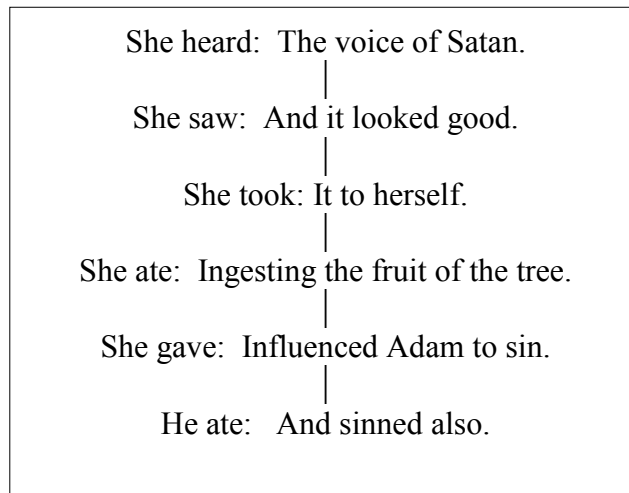 She heard:  The voice of Satan.
She saw:  And it looked good.
She took: It to herself.
She ate:  Ingesting the fruit of the tree.
She gave:  Influenced Adam to sin.
He ate:   And sinned also.